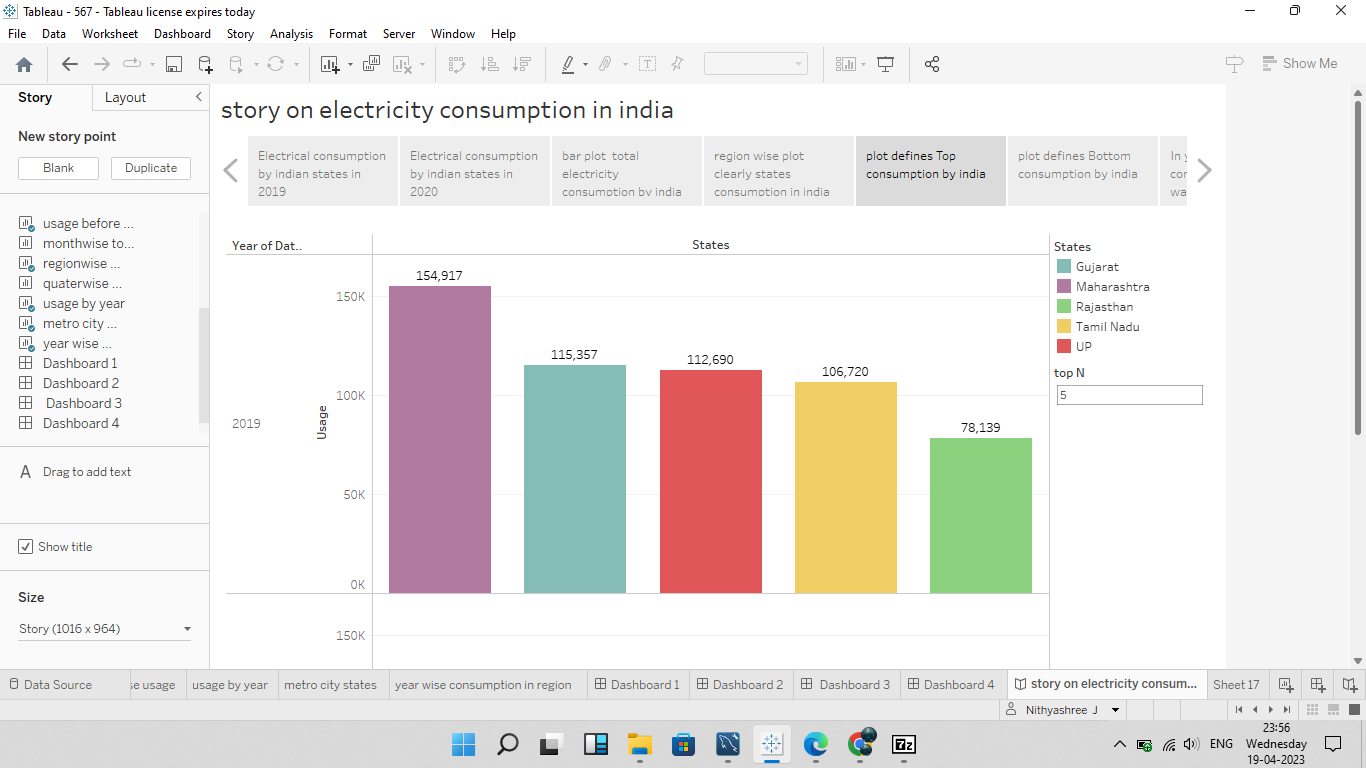 Tableau - 567 - Tableau license expires today
File Data Worksheet Dashboard Story Analysis Format Server Window Help
Show Me
Story Layout
New story point
Blank Duplicate
usage before ...
monthwise to...
regionwise ...
quaterwise ...
usage by year
metro city ...
year wise ...
Dashboard 1
Dashboard 2
Dashboard 3
Dashboard 4
A Drag to add text
Show title
Size
Story (1016 x 964)
story on electricity consumption in india
Electrical consumption
by indian states in
2019
Electrical consumption
by indian states in
2020
bar plot total
electricity
consumption by india
region wise plot
clearly states
consumption in india
plot defines Top
consumption by india
plot defines Bottom
consumption by india
In
con
wa
Year of Dat..
States
2019
Usage
150K
100K
50K
0K
150K
154,917
115,357
112,690
106,720
78,139
States
Gujarat
Maharashtra
Rajasthan
Tamil Nadu
UP
top N
5
Data Source se usage usage by year metro city states year wise consumption in region Dashboard 1 Dashboard 2 Dashboard 3 Dashboard 4 story on electricity consum... Sheet 17
Nithyashree J
7z
ENG
23:56
Wednesday
19-04-2023